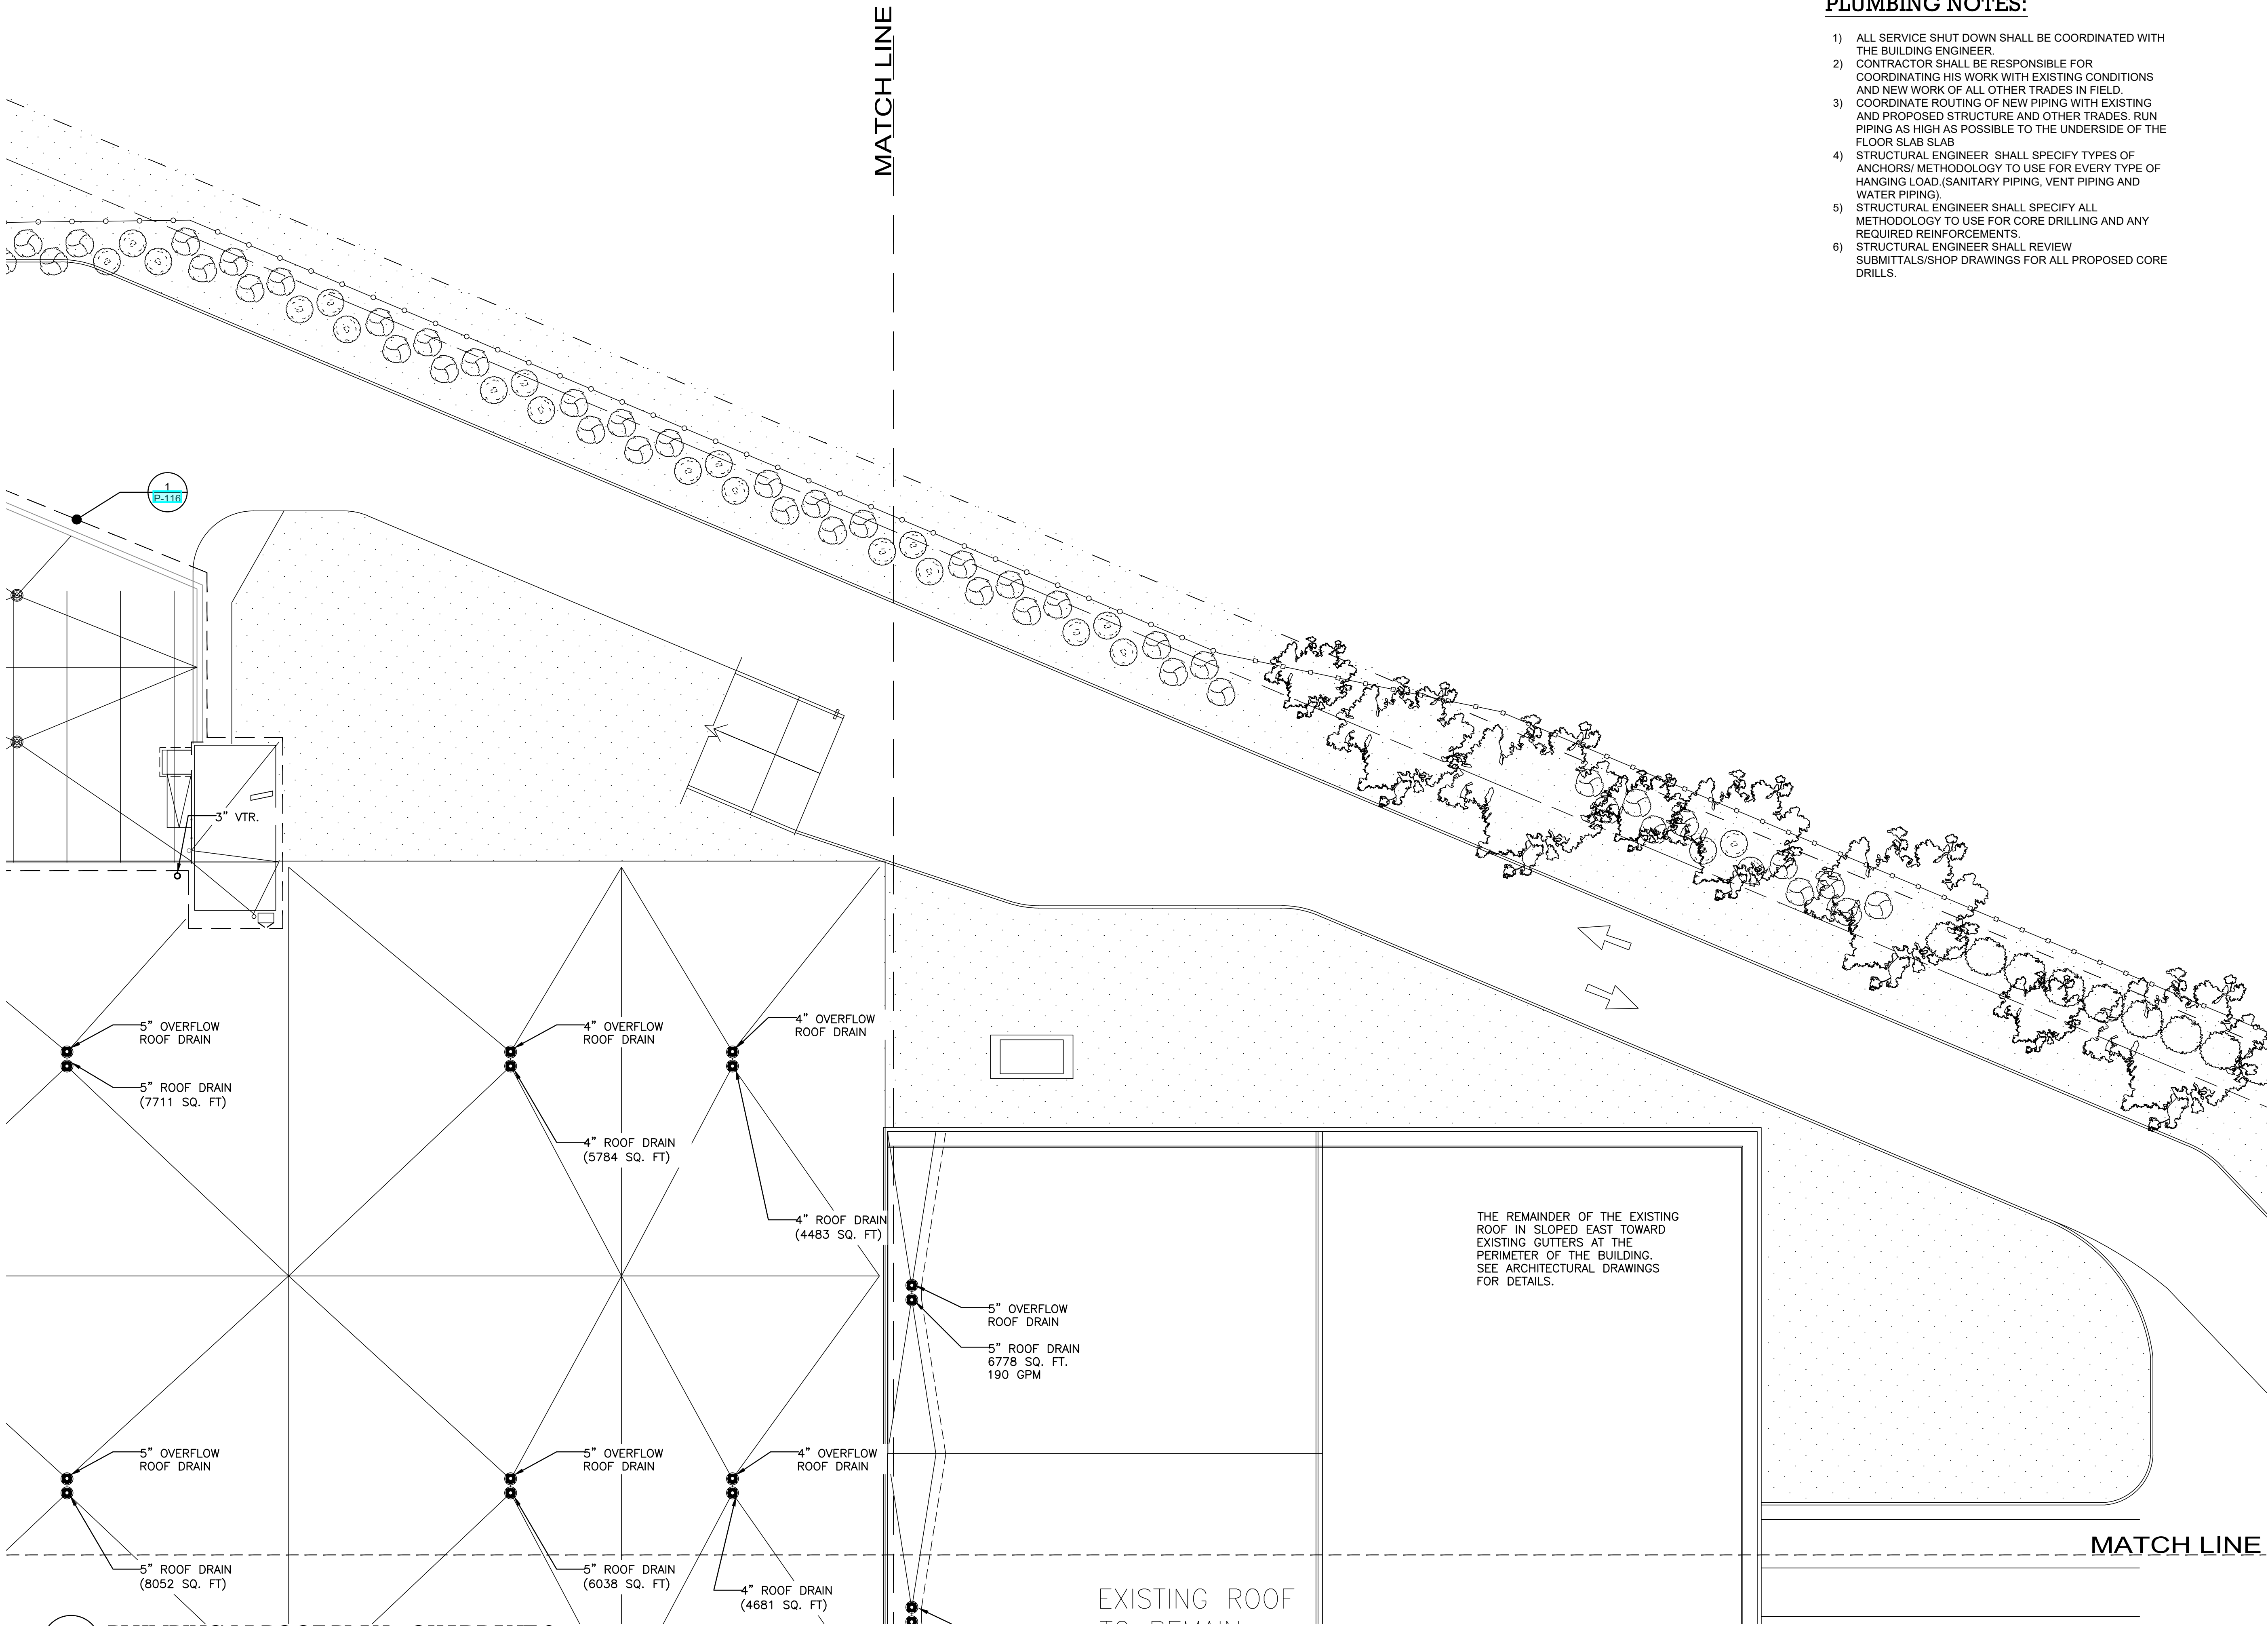 PLUMBING NOTES:
1) ALL SERVICE SHUT DOWN SHALL BE COORDINATED WITH
THE BUILDING ENGINEER.
2) CONTRACTOR SHALL BE RESPONSIBLE FOR
COORDINATING HIS WORK WITH EXISTING CONDITIONS
AND NEW WORK OF ALL OTHER TRADES IN FIELD.
3) COORDINATE ROUTING OF NEW PIPING WITH EXISTING
AND PROPOSED STRUCTURE AND OTHER TRADES. RUN
PIPING AS HIGH AS POSSIBLE TO THE UNDERSIDE OF THE
FLOOR SLAB SLAB
4) STRUCTURAL ENGINEER SHALL SPECIFY TYPES OF
ANCHORS/ METHODOLOGY TO USE FOR EVERY TYPE OF
HANGING LOAD.(SANITARY PIPING, VENT PIPING AND
WATER PIPING).
5) STRUCTURAL ENGINEER SHALL SPECIFY ALL
METHODOLOGY TO USE FOR CORE DRILLING AND ANY
REQUIRED REINFORCEMENTS.
6) STRUCTURAL ENGINEER SHALL REVIEW
SUBMITTALS/SHOP DRAWINGS FOR ALL PROPOSED CORE
DRILLS.
MATCH LINE
1
P-116
3" VTR.
5" OVERFLOW
ROOF DRAIN
5" ROOF DRAIN
(7711 SQ. FT)
4" OVERFLOW
ROOF DRAIN
4" ROOF DRAIN
(5784 SQ. FT)
4" OVERFLOW
ROOF DRAIN
4" ROOF DRAIN
(4483 SQ. FT)
5" OVERFLOW
ROOF DRAIN
5" ROOF DRAIN
6778 SQ. FT.
190 GPM
THE REMAINDER OF THE EXISTING
ROOF IN SLOPED EAST TOWARD
EXISTING GUTTERS AT THE
PERIMETER OF THE BUILDING.
SEE ARCHITECTURAL DRAWINGS
FOR DETAILS.
5" OVERFLOW
ROOF DRAIN
5" ROOF DRAIN
(8052 SQ. FT)
5" OVERFLOW
ROOF DRAIN
5" ROOF DRAIN
(6038 SQ. FT)
4" OVERFLOW
ROOF DRAIN
4" ROOF DRAIN
(4681 SQ. FT)
MATCH LINE
EXISTING ROOF
TO REMAIN